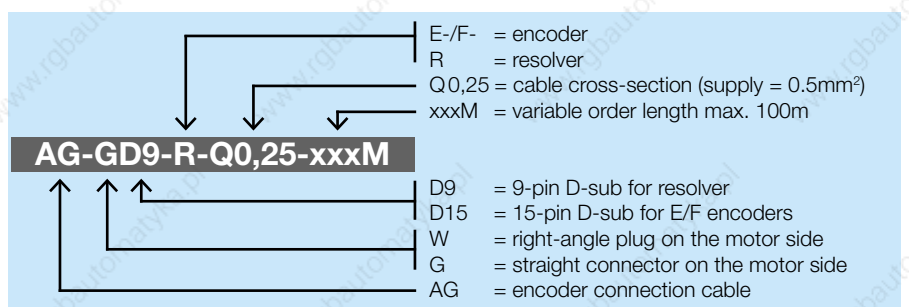 E-/F- = encoder
R = resolver
Q0,25 = cable cross-section (supply = 0.5mm²)
xxxM = variable order length max. 100m
AG-GD9-R-Q0,25-xxxM
D9 = 9-pin D-sub for resolver
D15 = 15-pin D-sub for E/F encoders
W = right-angle plug on the motor side
G = straight connector on the motor side
AG = encoder connection cable